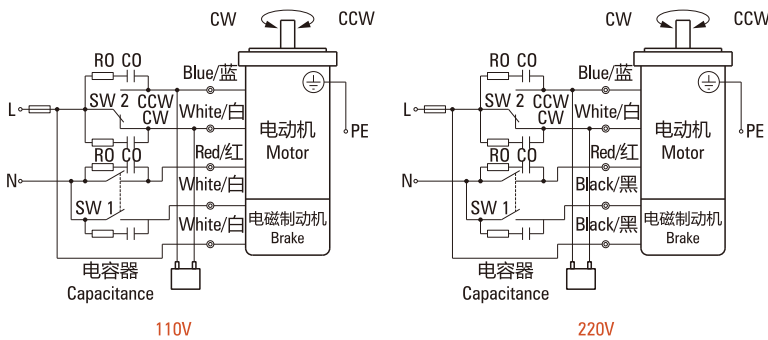 CW CCW
RO CO
Blue/蓝
L
SW 2
CCW
CW
White/白
电动机
Motor
PE
RO CO
Red/红
N
White/白
SW 1
White/白
电磁制动机
Brake
电容器
Capacitance
110V
CW CCW
RO CO
Blue/蓝
L
SW 2
CCW
CW
White/白
电动机
Motor
PE
RO CO
Red/红
N
Black/黑
SW 1
Black/黑
电磁制动机
Brake
电容器
Capacitance
220V